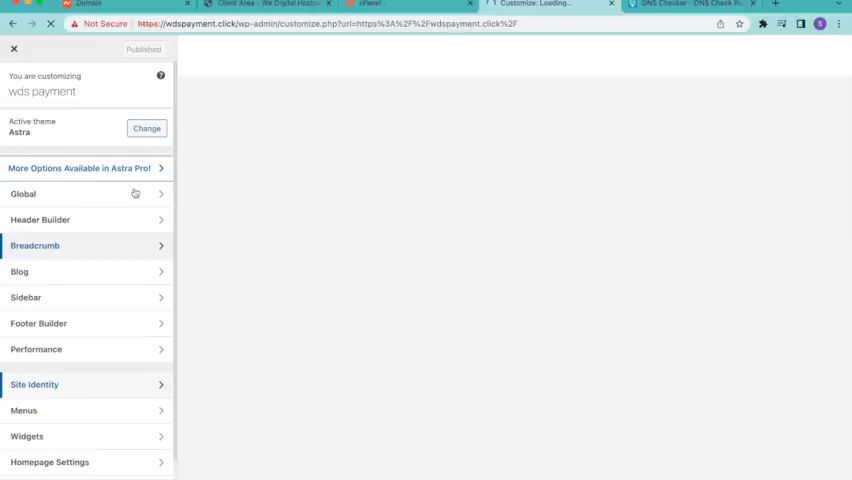 Domain
Client Area - We Digital Hostin
cPanel
Customize: Loading...
DNS Checker - DNS Check Pr
Not Secure
https://wdspayment.click/wp-admin/customize.php?url=https%3A%2F%2Fwdspayment.click%2F
S
Published
You are customizing
wds payment
Active theme
Astra
Change
More Options Available in Astra Pro!
Global
Header Builder
Breadcrumb
Blog
Sidebar
Footer Builder
Performance
Site Identity
Menus
Widgets
Homepage Settings